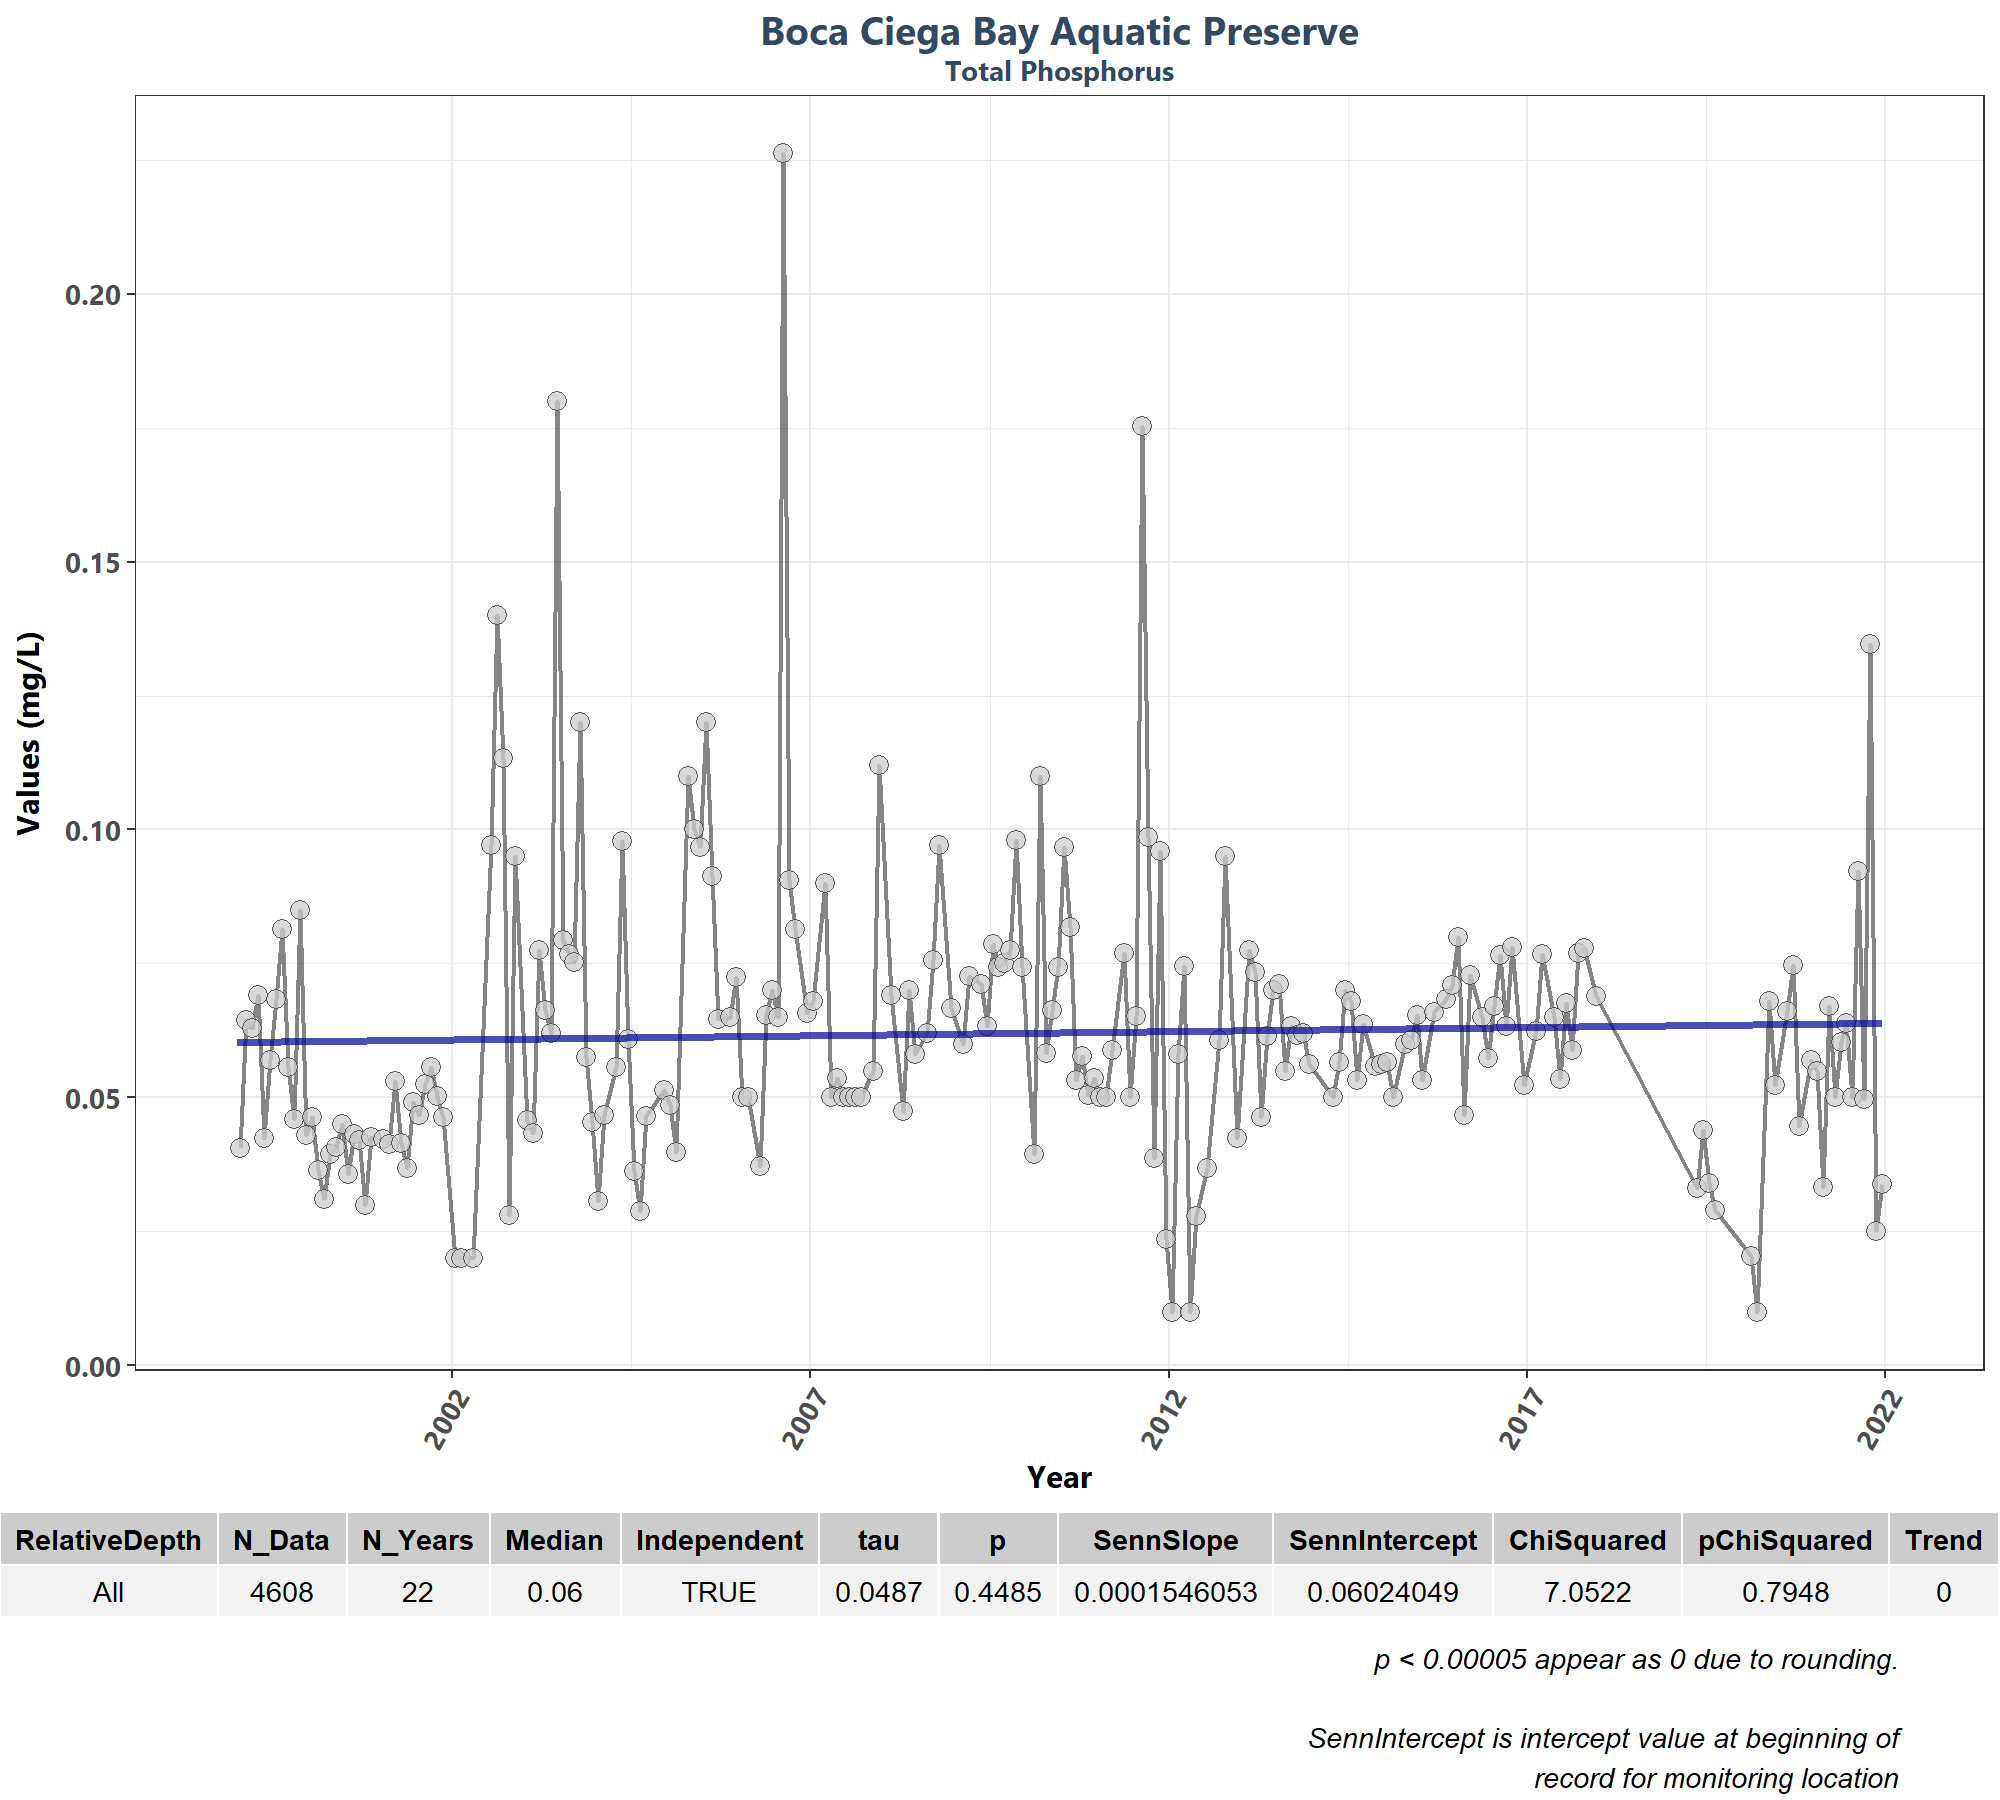 Boca Ciega Bay Aquatic Preserve
Total Phosphorus
Values (mg/L)
0.20
0.15
0.10
0.05
0.00
2002 2007 2012 2017 2022
Year
RelativeDepth N_Data N_Years Median Independent tau p SennSlope SennIntercept ChiSquared pChiSquared Trend
All 4608 22 0.06 TRUE 0.0487 0.4485 0.0001546053 0.06024049 7.0522 0.7948 0
p < 0.00005 appear as 0 due to rounding.
SennIntercept is intercept value at beginning of
record for monitoring location